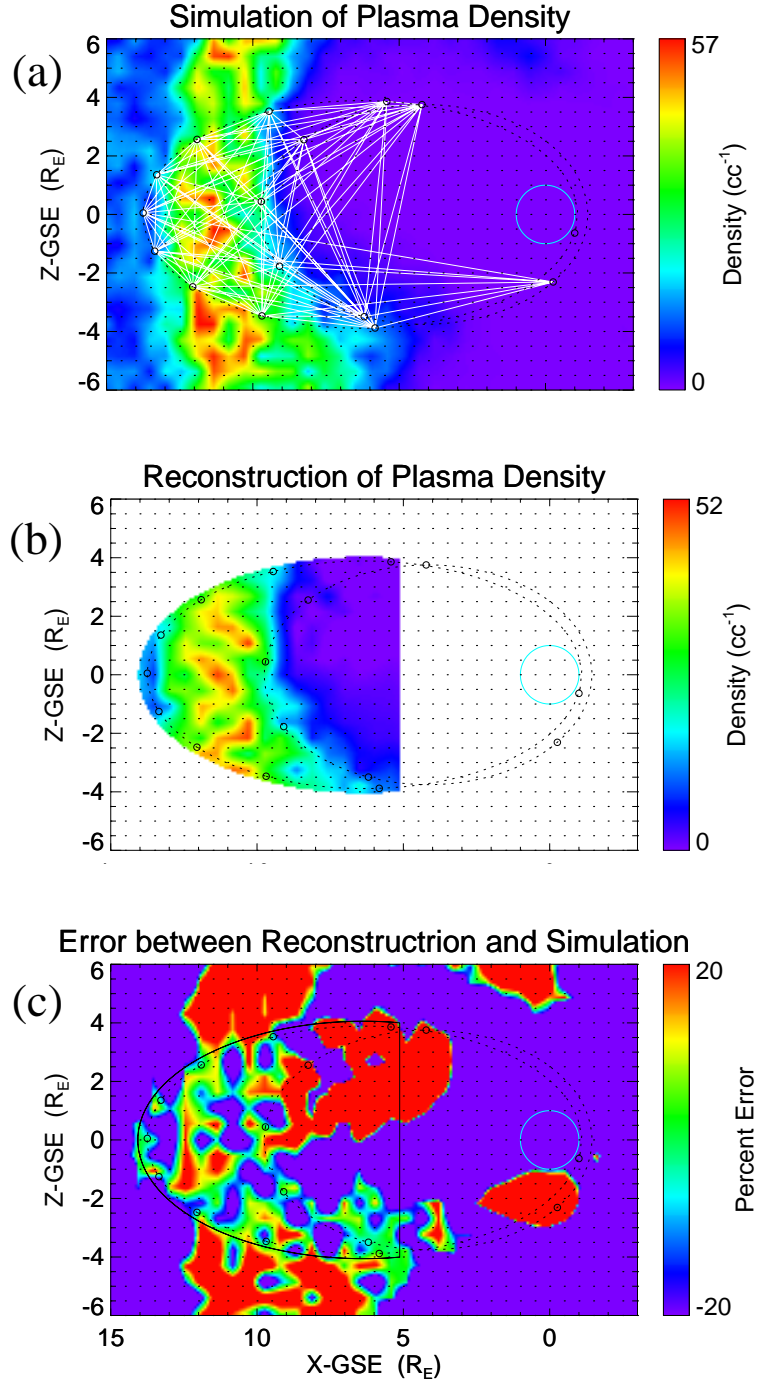 Simulation of Plasma Density
(a)
6
4
2
0
-2
-4
-6
Z-GSE (RE)
57
0
Density (cc-1)
Reconstruction of Plasma Density
(b)
6
4
2
0
-2
-4
-6
Z-GSE (RE)
52
0
Density (cc-1)
Error between Reconstructrion and Simulation
(c)
6
4
2
0
-2
-4
-6
Z-GSE (RE)
20
-20
Percent Error
15 10 5 0
X-GSE (RE)